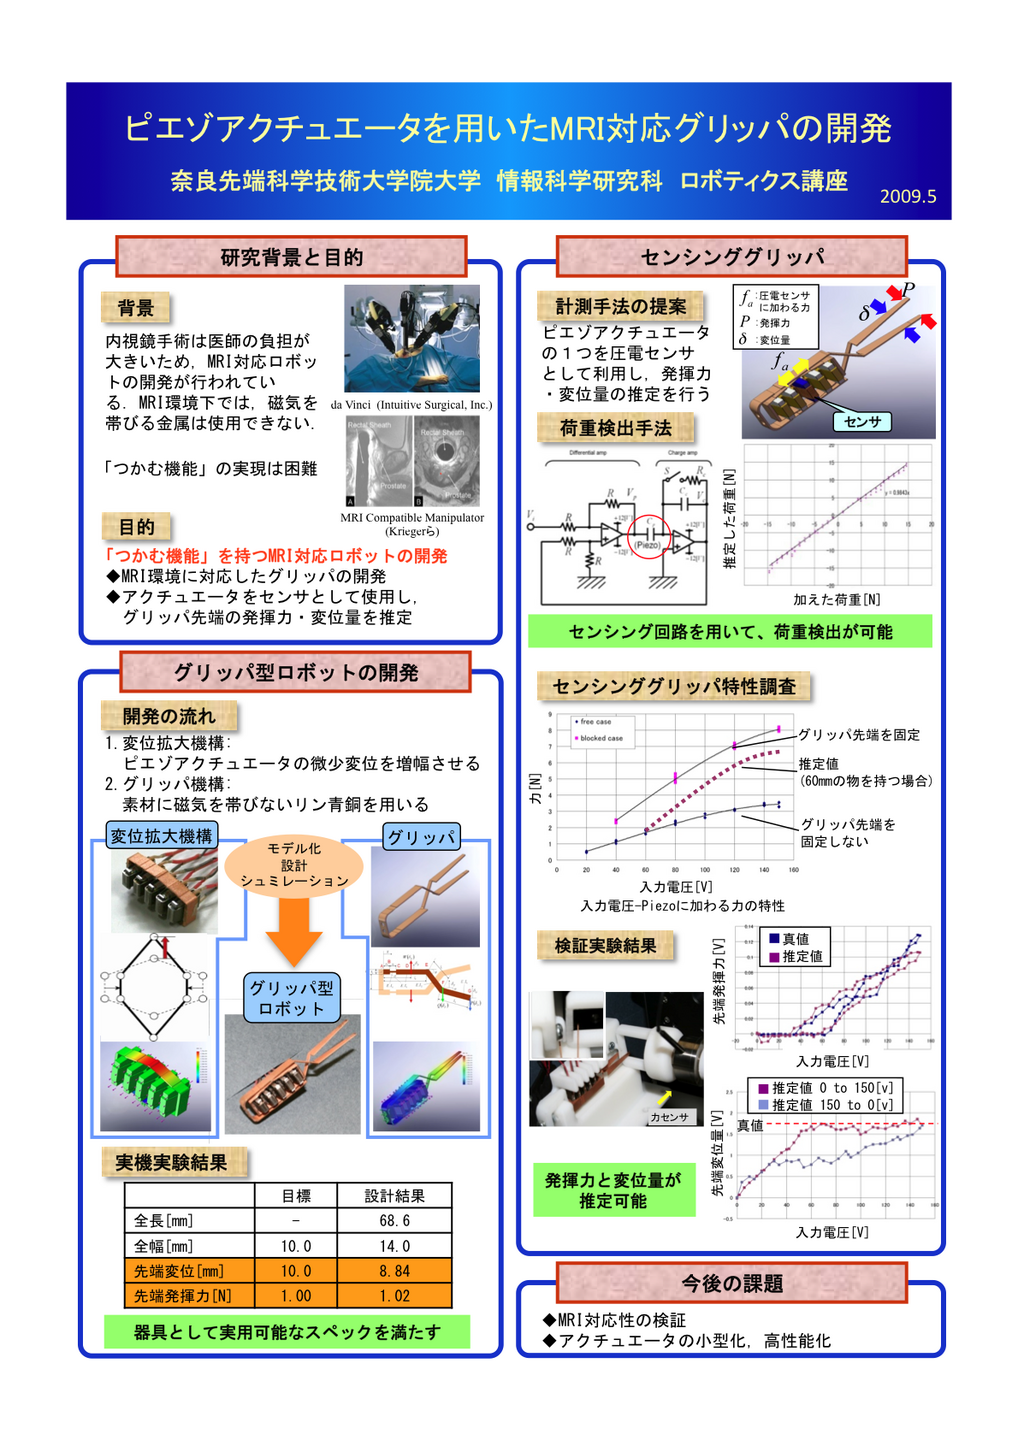 ピエゾアクチュエータを用いたMRI対応グリッパの開発
奈良先端科学技術大学院大学 情報科学研究科 ロボティクス講座
2009.5
研究背景と目的
背景
内視鏡手術は医師の負担が
大きいため，MRI対応ロボッ
トの開発が行われてい
る．MRI環境下では，磁気を
帯びる金属は使用できない．
「つかむ機能」の実現は困難
da Vinci (Intuitive Surgical, Inc.)
Rectal Sheath
Prostate
A
Rectal Sheath
Prostate
B
MRI Compatible Manipulator
(Kriegerら)
目的
「つかむ機能」を持つMRI対応ロボットの開発
◆MRI環境に対応したグリッパの開発
◆アクチュエータをセンサとして使用し，
グリッパ先端の発揮力・変位量を推定
グリッパ型ロボットの開発
開発の流れ
1. 変位拡大機構：
ピエゾアクチュエータの微少変位を増幅させる
2. グリッパ機構：
素材に磁気を帯びないリン青銅を用いる
変位拡大機構
モデル化
設計
シュミレーション
グリッパ
グリッパ型
ロボット
実機実験結果
目標 設計結果
全長[mm] － 68.6
全幅[mm] 10.0 14.0
先端変位[mm] 10.0 8.84
先端発揮力[N] 1.00 1.02
器具として実用可能なスペックを満たす
センシンググリッパ
計測手法の提案
ピエゾアクチュエータ
の１つを圧電センサ
として利用し，発揮力
・変位量の推定を行う
fa：圧電センサ
に加わる力
P：発揮力
δ：変位量
P
δ
fa
センサ
荷重検出手法
Differential amp
Charge amp
(Piezo)
推定した荷重[N]
y = 0.9843x
加えた荷重[N]
センシング回路を用いて、荷重検出が可能
センシンググリッパ特性調査
free case
blocked case
力[N]
0 1 2 3 4 5 6 7 8 9
0 20 40 60 80 100 120 140 160
グリッパ先端を固定
推定値
(60mmの物を持つ場合)
グリッパ先端を
固定しない
入力電圧[V]
入力電圧-Piezoに加わる力の特性
検証実験結果
力センサ
先端発揮力[V]
真値
推定値
入力電圧[V]
先端変位量[V]
推定値 0 to 150[v]
推定値 150 to 0[v]
真値
入力電圧[V]
発揮力と変位量が
推定可能
今後の課題
◆MRI対応性の検証
◆アクチュエータの小型化，高性能化